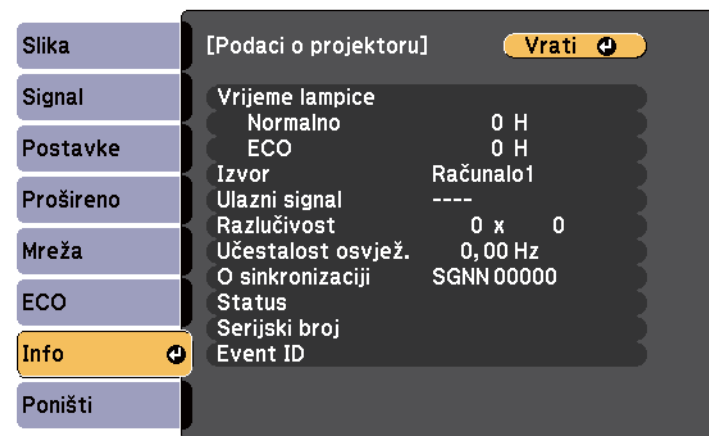 Slika
Signal
Postavke
Prošireno
Mreža
ECO
Info
Poništi
[Podaci o projektoru]
Vrati
Vrijeme lampice
Normalno 0 H
ECO 0 H
Izvor Računalo1
Ulazni signal ----
Razlučivost 0 x 0
Učestalost osvjež. 0,00 Hz
O sinkronizaciji SGNN 00000
Status
Serijski broj
Event ID